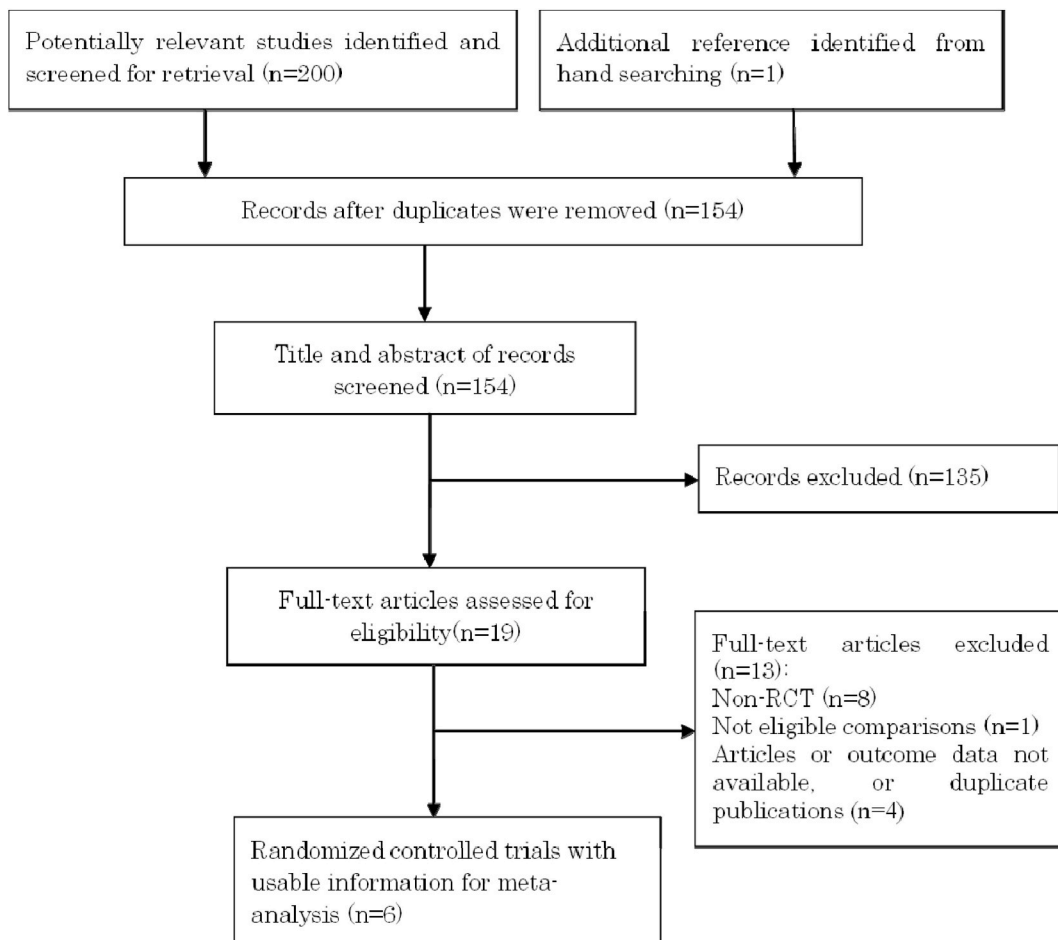 Potentially relevant studies identified and
screened for retrieval (n=200)
Additional reference identified from
hand searching (n=1)
Records after duplicates were removed (n=154)
Title and abstract of records
screened (n=154)
Records excluded (n=135)
Full-text articles assessed for
eligibility(n=19)
Full-text articles excluded
(n=13):
Non-RCT (n=8)
Not eligible comparisons (n=1)
Articles or outcome data not
available, or duplicate
publications (n=4)
Randomized controlled trials with
usable information for meta-
analysis (n=6)